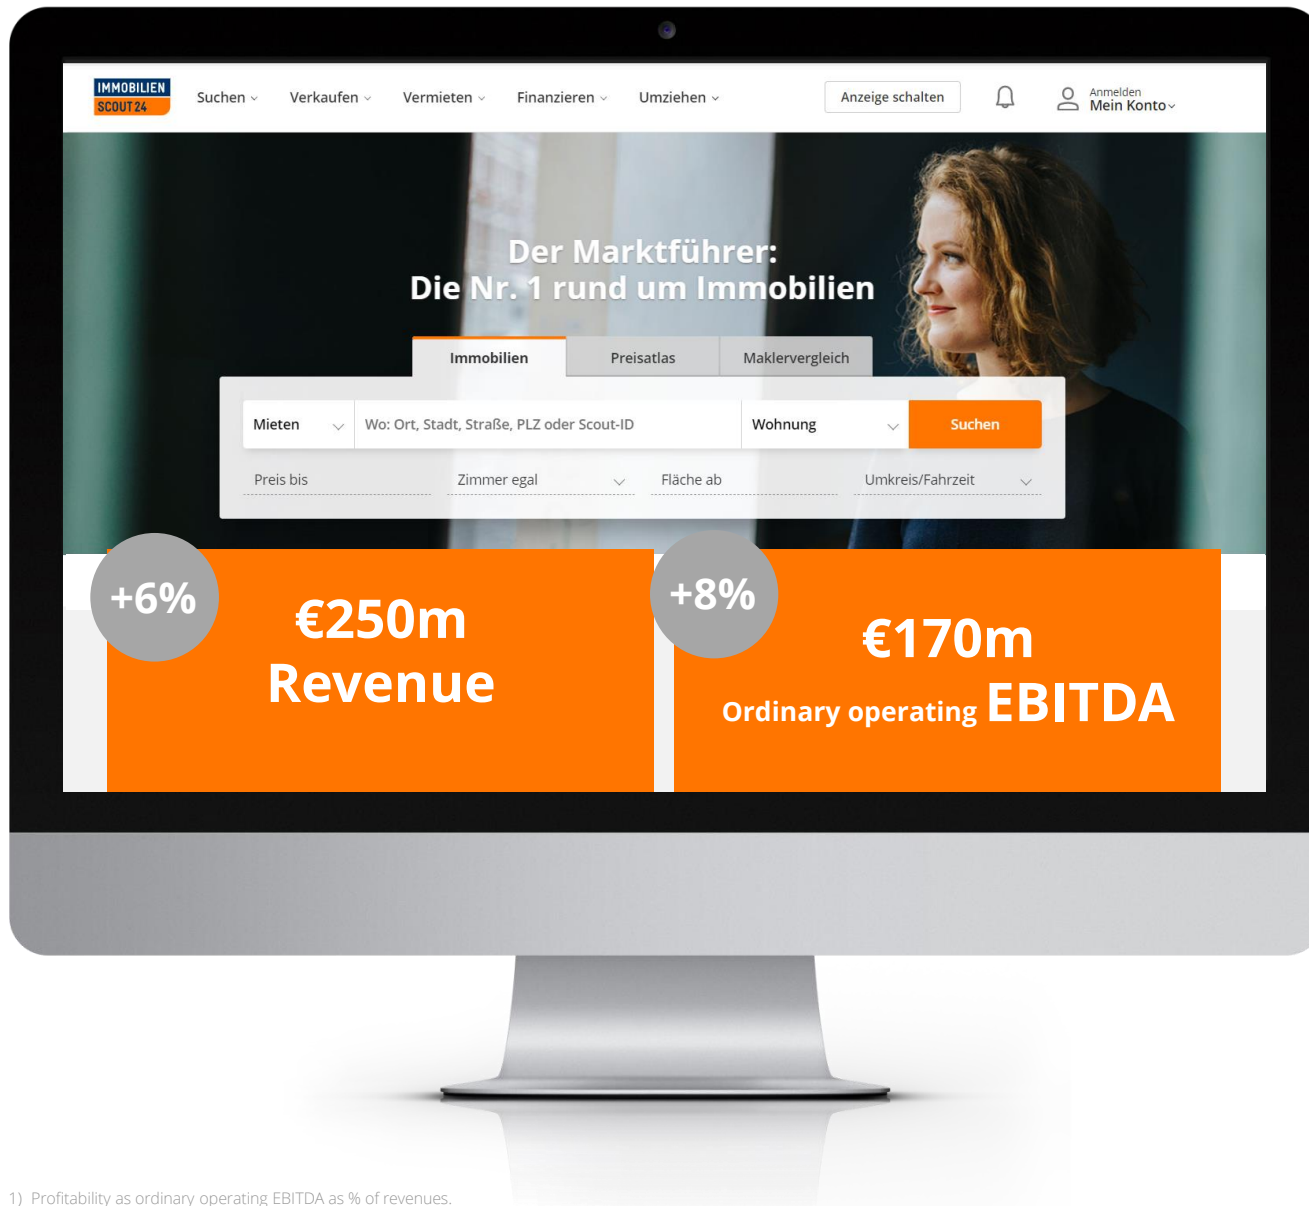 IMMOBILIEN
SCOUT24
Suchen
Verkaufen
Vermieten
Finanzieren
Umziehen
Anzeige schalten
Anmelden
Mein Konto
Der Marktführer:
Die Nr. 1 rund um Immobilien
Immobilien
Preisatlas
Maklervergleich
Mieten
Wo: Ort, Stadt, Straße, PLZ oder Scout-ID
Wohnung
Suchen
Preis bis
Zimmer egal
Fläche ab
Umkreis/Fahrzeit
+6%
€250m
Revenue
+8%
€170m
Ordinary operating EBITDA
1) Profitability as ordinary operating EBITDA as % of revenues.